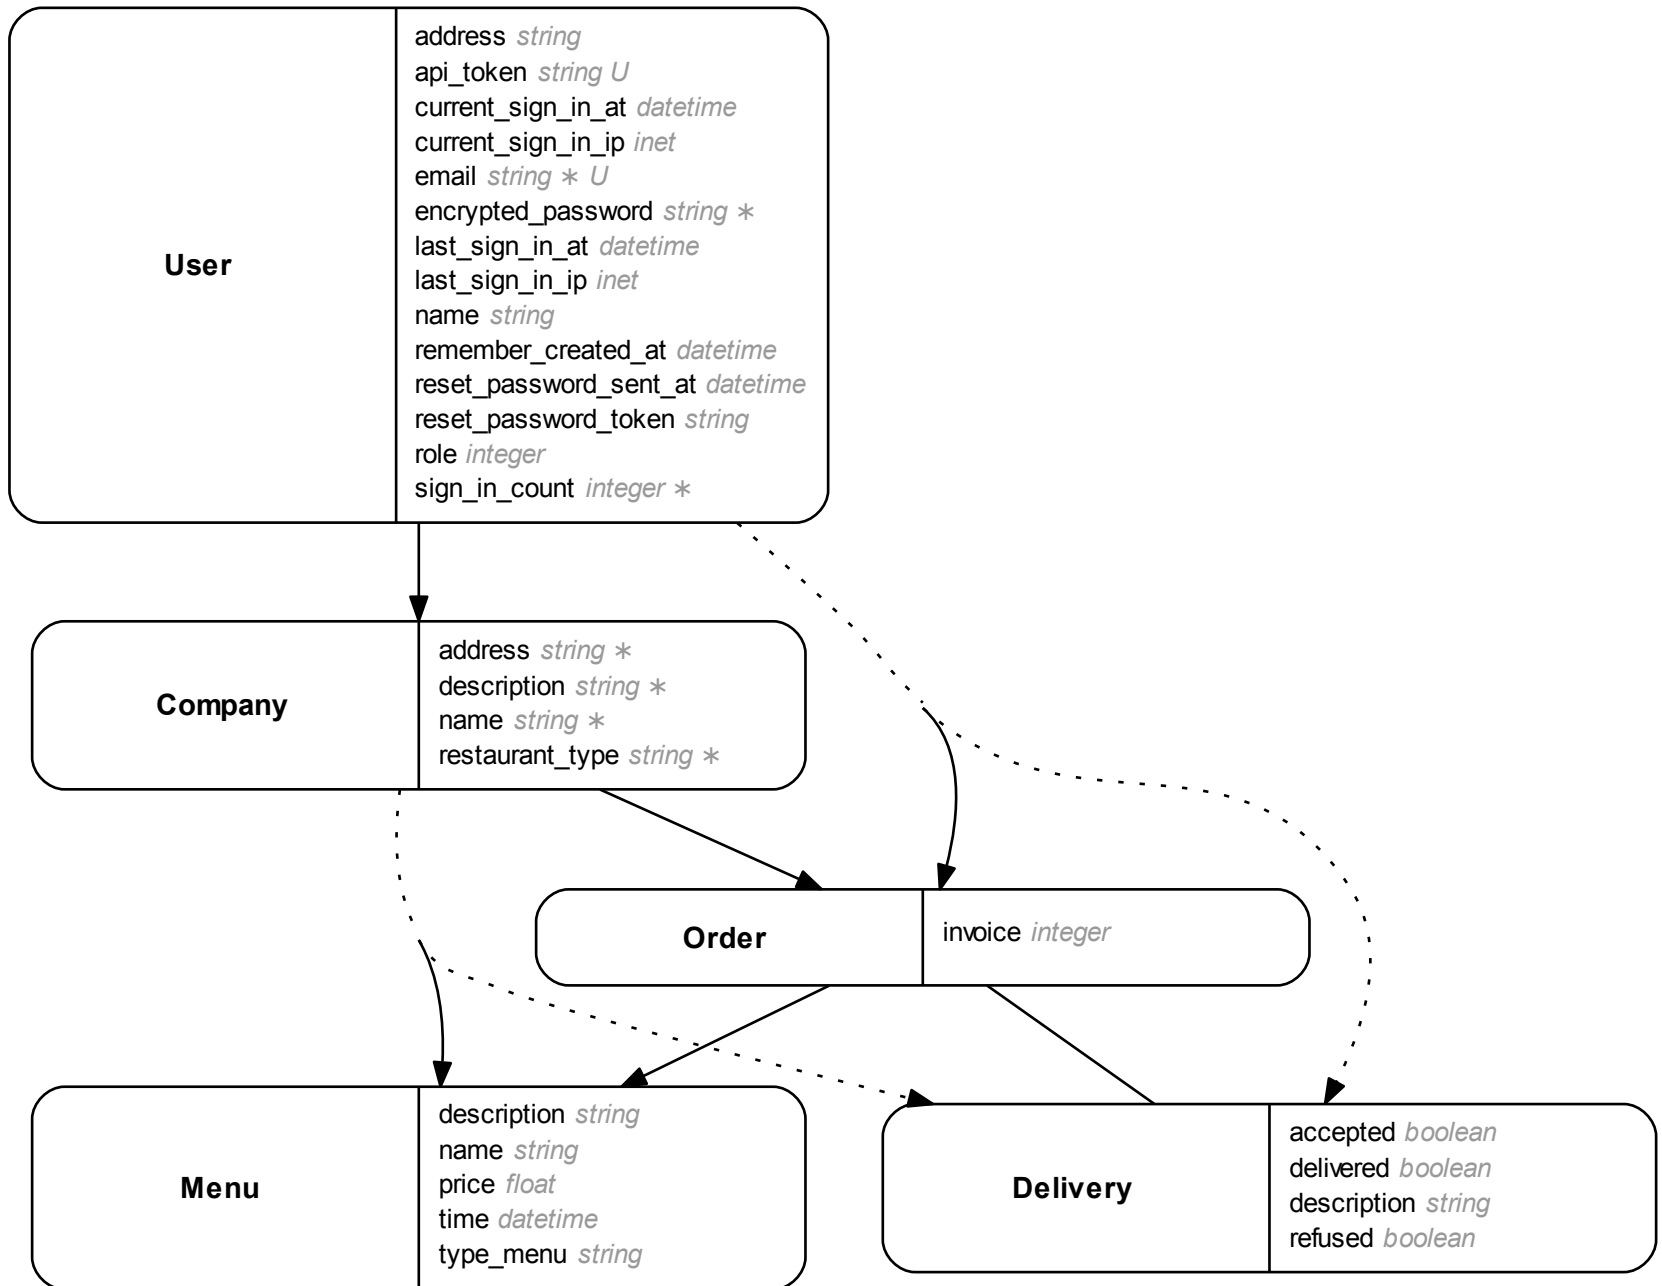 User
address string
api_token string U
current_sign_in_at datetime
current_sign_in_ip inet
email string ∗ U
encrypted_password string ∗
last_sign_in_at datetime
last_sign_in_ip inet
name string
remember_created_at datetime
reset_password_sent_at datetime
reset_password_token string
role integer
sign_in_count integer ∗
Company
address string ∗
description string ∗
name string ∗
restaurant_type string ∗
Order
invoice integer
Menu
description string
name string
price float
time datetime
type_menu string
Delivery
accepted boolean
delivered boolean
description string
refused boolean